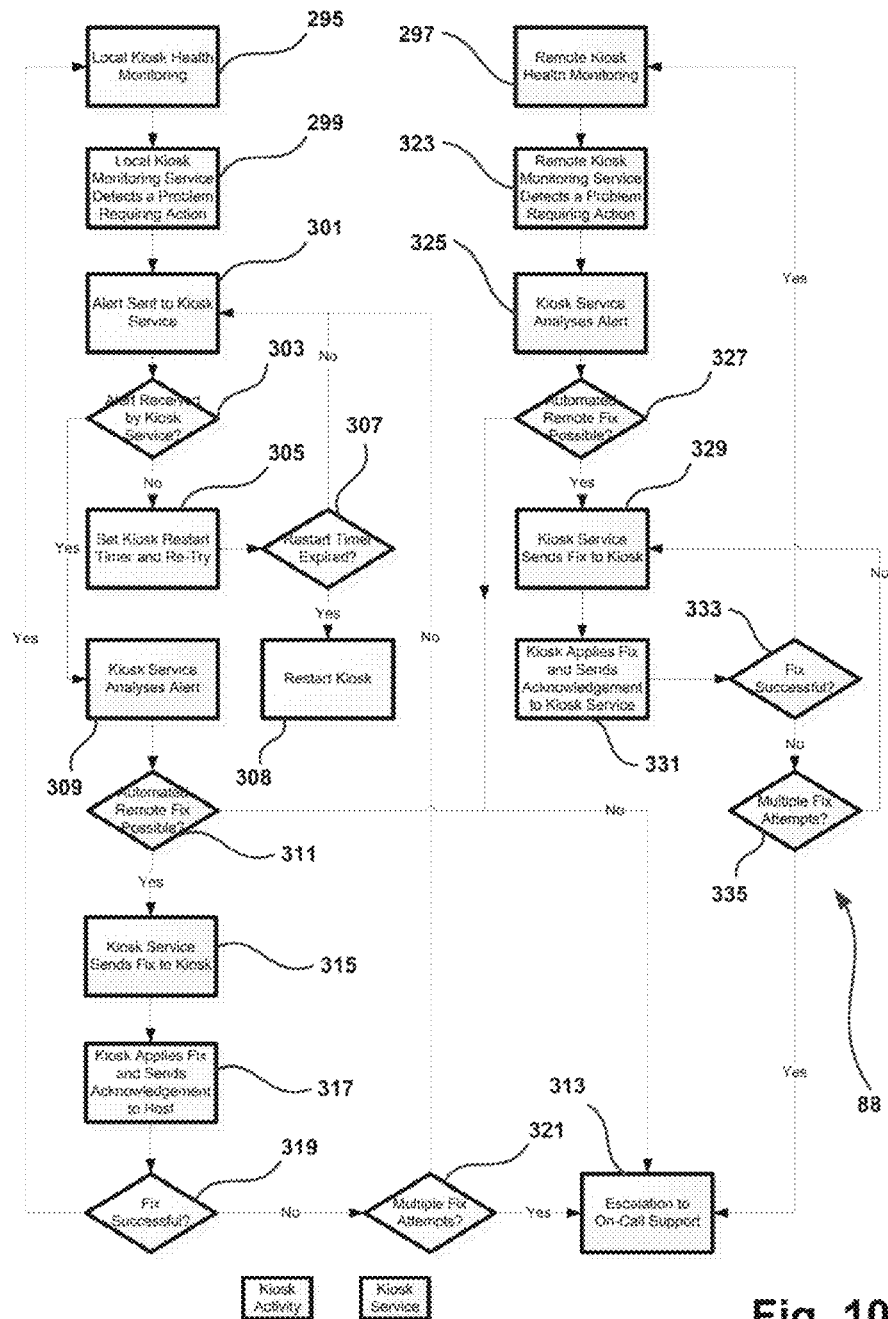 295
Local Kiosk Health
Monitoring
297
Remote Kiosk
Health Monitoring
299
Local Kiosk
Monitoring Service
Detects a Problem
Requiring Action
323
Remote Kiosk
Monitoring Service
Detects a Problem
Requiring Action
301
Alert Sent to Kiosk
Service
325
Kiosk Service
Analyses Alert
Yes
No
No
303
Alert Received
by Kiosk
Service?
327
Automated
Remote Fix
Possible?
307
305
No
329
Yes
Yes
Set Kiosk Restart
Timer and Re-Try
Restart Timer
Expired?
Kiosk Service
Sends Fix to Kiosk
No
333
Yes
Yes
No
Kiosk Service
Analyses Alert
Restart Kiosk
Kiosk Applies Fix
and Sends
Acknowledgement
to Kiosk Service
Fix
Successful?
309
308
331
No
Automated
Remote Fix
Possible?
311
No
Multiple Fix
Attempts?
335
Yes
Kiosk Service
Sends Fix to Kiosk
315
88
Kiosk Applies Fix
and Sends
Acknowledgement
to Host
317
Yes
313
319
321
Fix
Successful?
No
Multiple Fix
Attempts?
Yes
Escalation to
On-Call Support
Kiosk
Activity
Kiosk
Service
Fig. 10